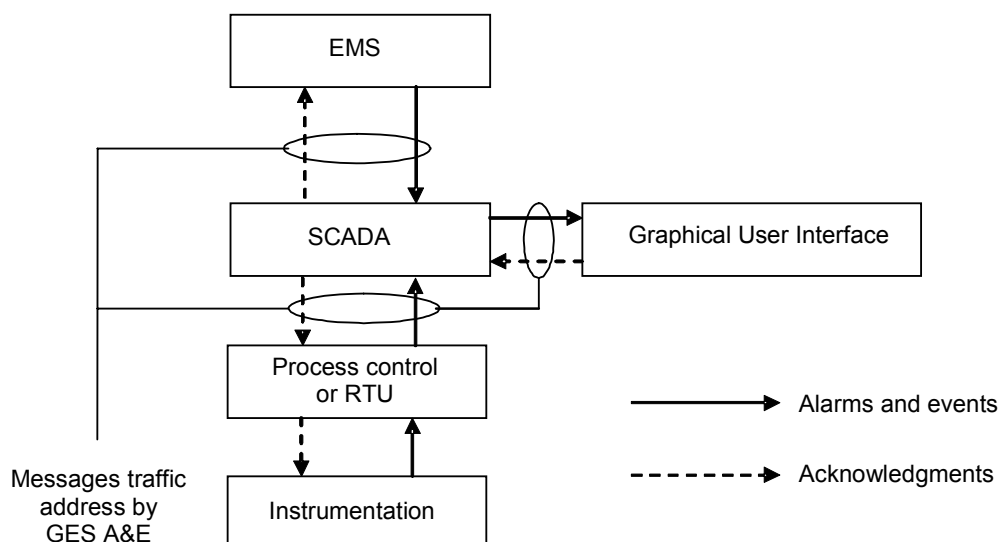 EMS
SCADA
Graphical User Interface
Process control
or RTU
Alarms and events
Acknowledgments
Messages traffic
address by
GES A&E
Instrumentation